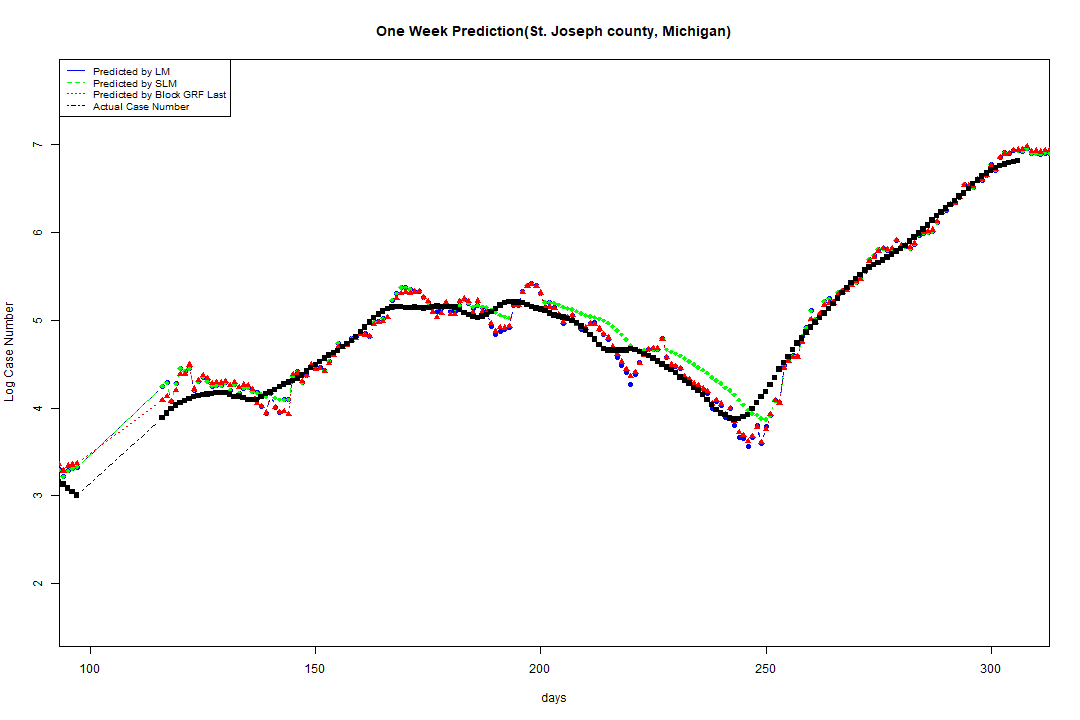 One Week Prediction(St. Joseph county, Michigan)
Predicted by LM
Predicted by SLM
Predicted by Block GRF Last
Actual Case Number
7
6
5
4
3
2
Log Case Number
100 150 200 250 300
days